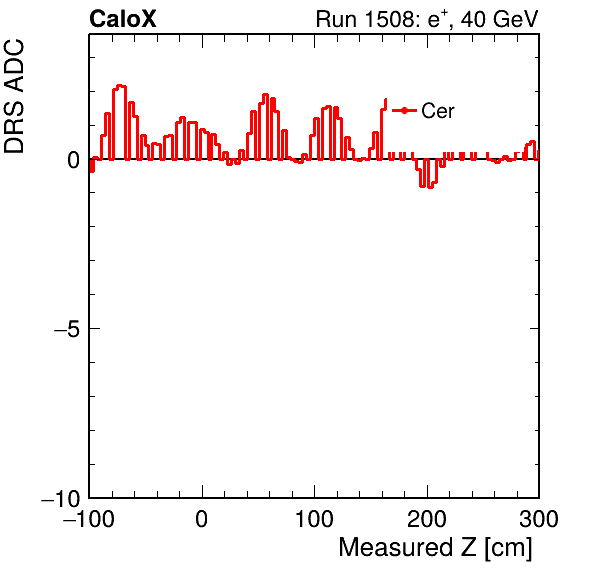 CaloX
Run 1508: e+, 40 GeV
DRS ADC
Cer
0
−5
−10
−100 0 100 200 300
Measured Z [cm]